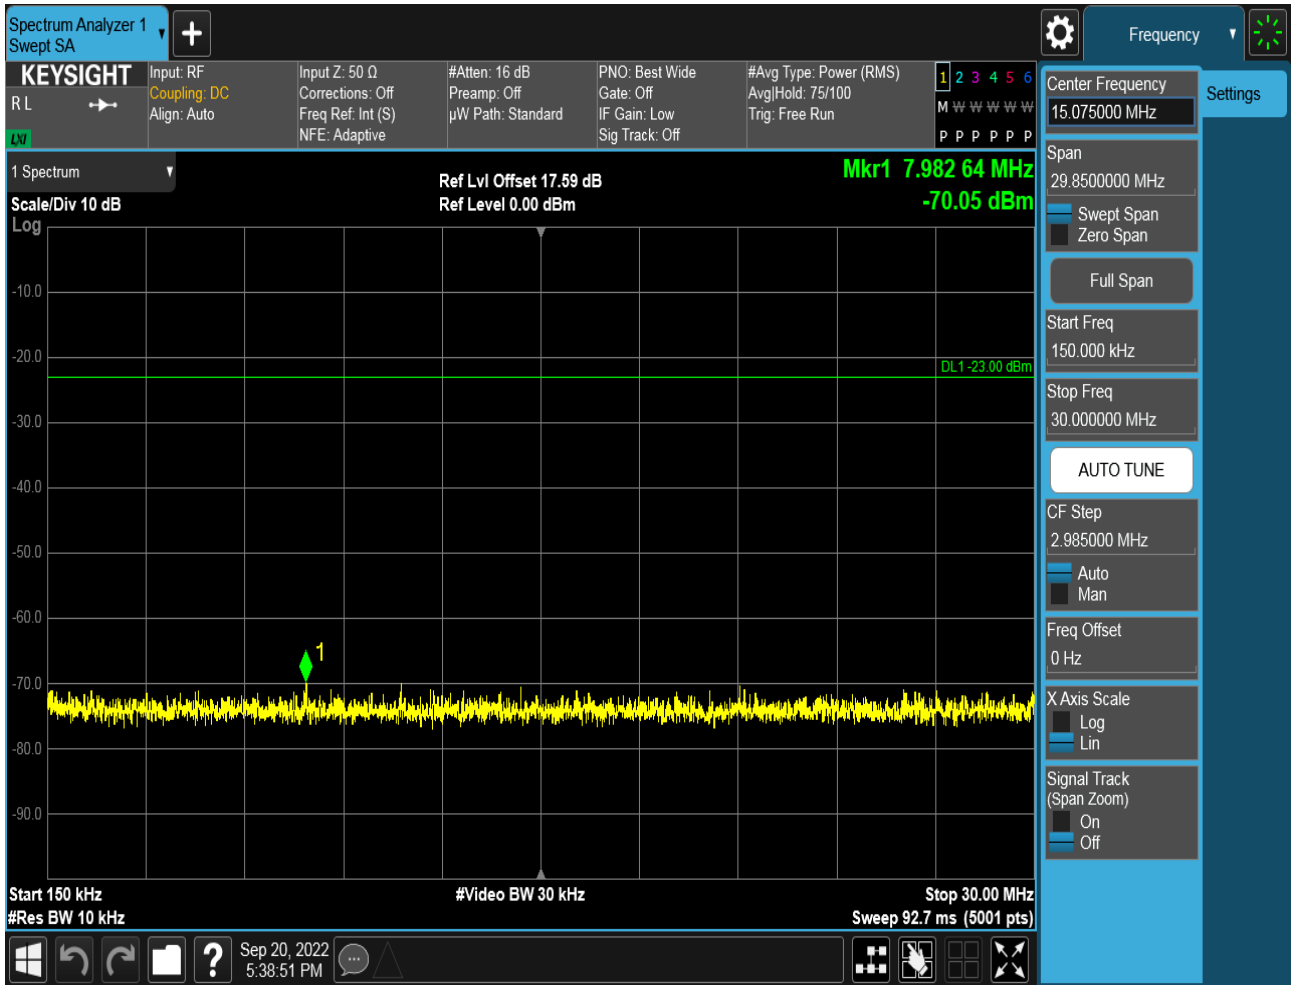 Spectrum Analyzer 1
Swept SA
Frequency
KEYSIGHT
R L
LXI
Input: RF
Coupling: DC
Align: Auto
Input Z: 50 Ω
Corrections: Off
Freq Ref: Int (S)
NFE: Adaptive
#Atten: 16 dB
Preamp: Off
µW Path: Standard
PNO: Best Wide
Gate: Off
IF Gain: Low
Sig Track: Off
#Avg Type: Power (RMS)
Avg|Hold: 75/100
Trig: Free Run
1 2 3 4 5 6
M W W W W W
P P P P P P
1 Spectrum
Scale/Div 10 dB
Log
Ref Lvl Offset 17.59 dB
Ref Level 0.00 dBm
Mkr1 7.982 64 MHz
-70.05 dBm
-10.0
-20.0
DL1 -23.00 dBm
-30.0
-40.0
-50.0
-60.0
1
-70.0
-80.0
-90.0
Start 150 kHz
#Res BW 10 kHz
#Video BW 30 kHz
Stop 30.00 MHz
Sweep 92.7 ms (5001 pts)
?
Sep 20, 2022
5:38:51 PM
Center Frequency
15.075000 MHz
Settings
Span
29.8500000 MHz
Swept Span
Zero Span
Full Span
Start Freq
150.000 kHz
Stop Freq
30.000000 MHz
AUTO TUNE
CF Step
2.985000 MHz
Auto
Man
Freq Offset
0 Hz
X Axis Scale
Log
Lin
Signal Track
(Span Zoom)
On
Off